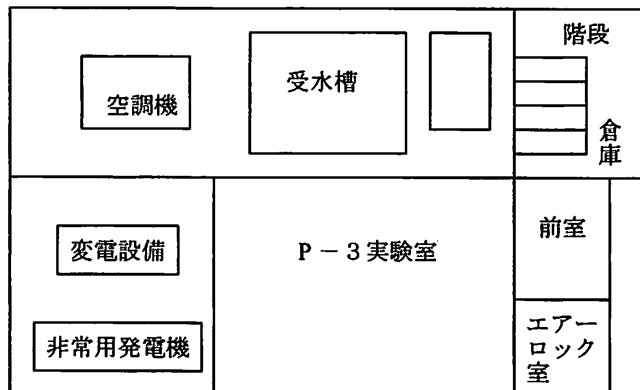 階段
空調機
受水槽
倉庫
変電設備
P－3実験室
前室
非常用発電機
エアー
ロック
室